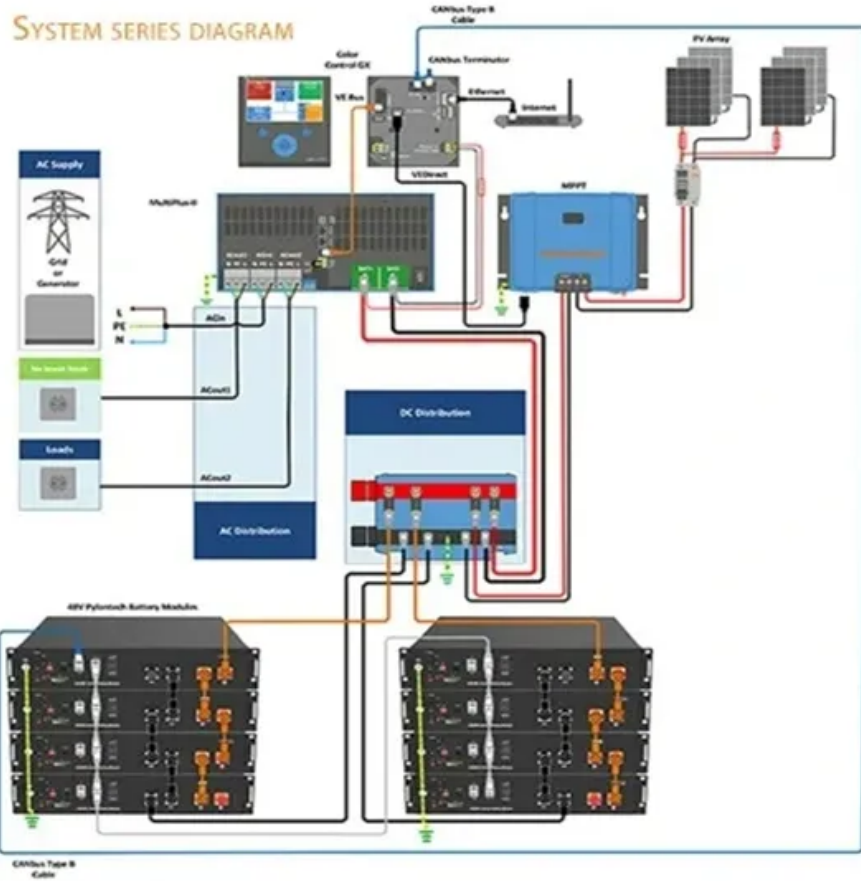 SYSTEM SERIES DIAGRAM
CANbus Type B
Cable
Color
Control GX
CANbus Terminator
PV Array
VE Bus
Ethernet
Internet
AC Supply
VE.Direct
MPPT
MultiPlus-II
Grid
or
Generator
L
PE
N
ACin
ACout1
Loads
DC Distribution
ACout2
AC Distribution
48V Pylontech Battery Modules
CANbus Type B
Cable